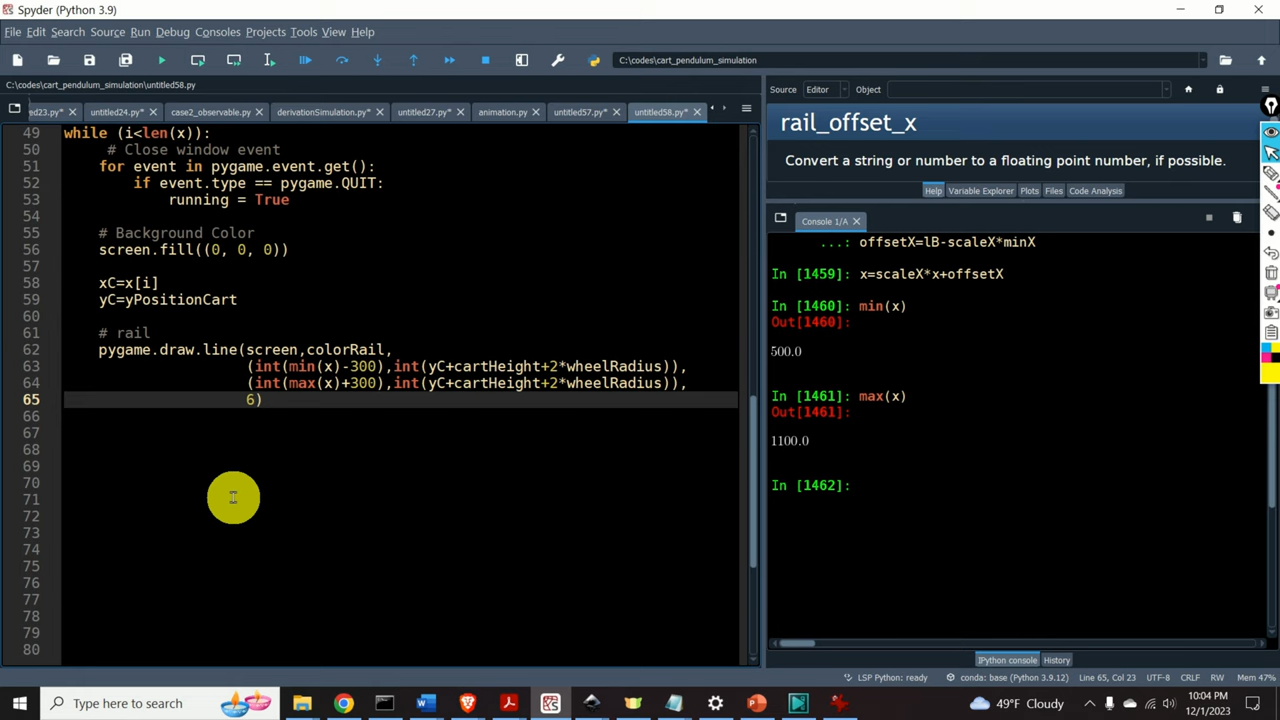 Spyder (Python 3.9)
File Edit Search Source Run Debug Consoles Projects Tools View Help
C:\codes\cart_pendulum_simulation
C:\codes\cart_pendulum_simulation\untitled58.py
ed23.py* untitled24.py* case2_observable.py derivationSimulation.py* untitled27.py* animation.py untitled57.py* untitled58.py*
49 while (i<len(x)):
50 # Close window event
51 for event in pygame.event.get():
52 if event.type == pygame.QUIT:
53 running = True
54
55 # Background Color
56 screen.fill((0, 0, 0))
57
58 xC=x[i]
59 yC=yPositionCart
60
61 # rail
62 pygame.draw.line(screen,colorRail,
63 (int(min(x)-300),int(yC+cartHeight+2*wheelRadius)),
64 (int(max(x)+300),int(yC+cartHeight+2*wheelRadius)),
65 6)
66
67
68
69
70
71
72
73
74
75
76
77
78
79
80
Source Editor Object
rail_offset_x
Convert a string or number to a floating point number, if possible.
Help Variable Explorer Plots Files Code Analysis
Console 1/A
...: offsetX=lB-scaleX*minX
In [1459]: x=scaleX*x+offsetX
In [1460]: min(x)
Out[1460]:
500.0
In [1461]: max(x)
Out[1461]:
1100.0
In [1462]:
IPython console History
LSP Python: ready conda: base (Python 3.9.12) Line 65, Col 23 UTF-8 CRLF RW Mem 47%
Type here to search
49°F Cloudy
10:04 PM
12/1/2023